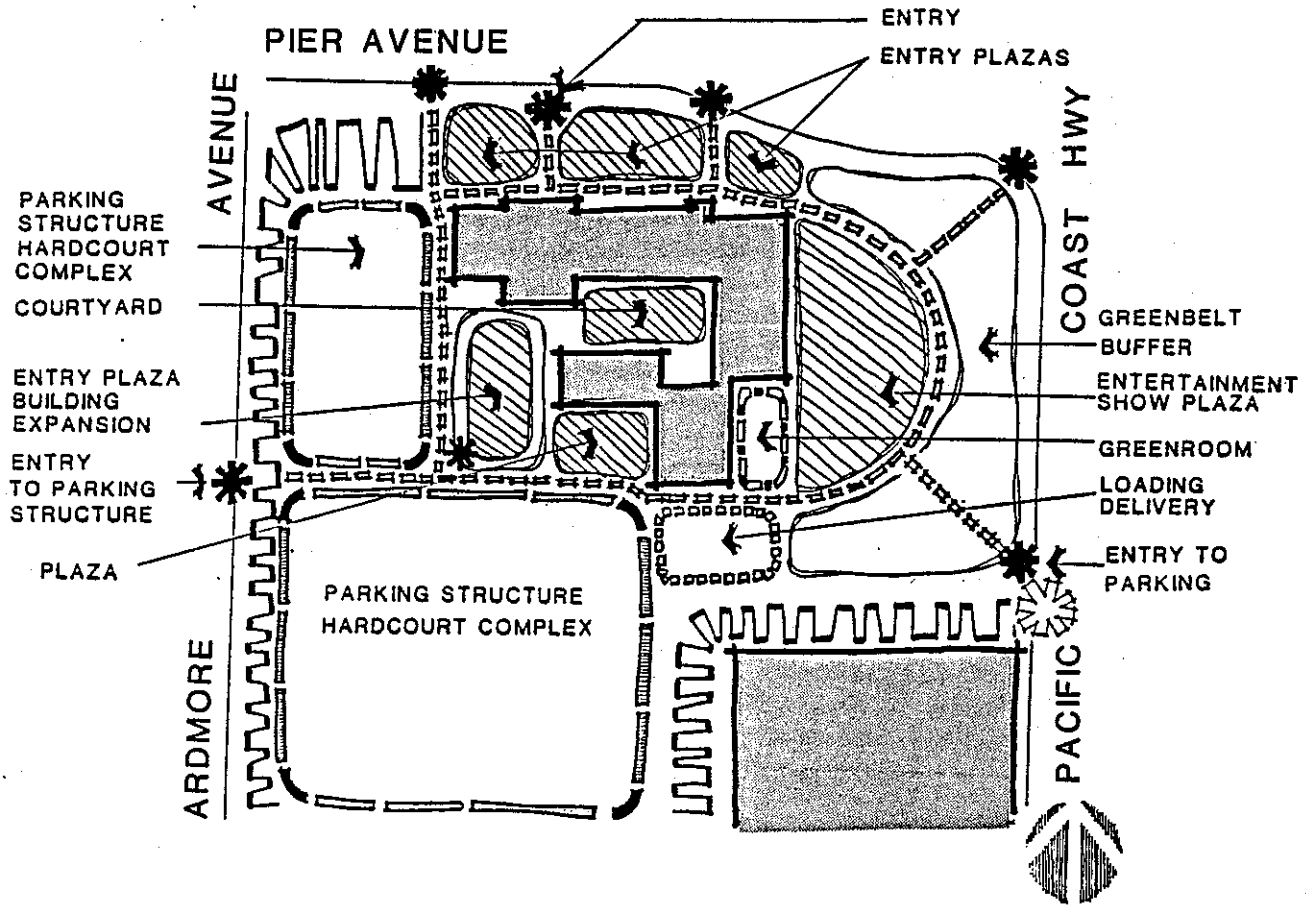 PIER AVENUE
ENTRY
ENTRY PLAZAS
AVENUE
COAST HWY
PARKING
STRUCTURE
HARDCOURT
COMPLEX
COURTYARD
ENTRY PLAZA
BUILDING
EXPANSION
ENTRY
TO PARKING
STRUCTURE
PLAZA
GREENBELT
BUFFER
ENTERTAINMENT
SHOW PLAZA
GREENROOM
LOADING
DELIVERY
ENTRY TO
PARKING
PARKING STRUCTURE
HARDCOURT COMPLEX
ARDMORE
PACIFIC